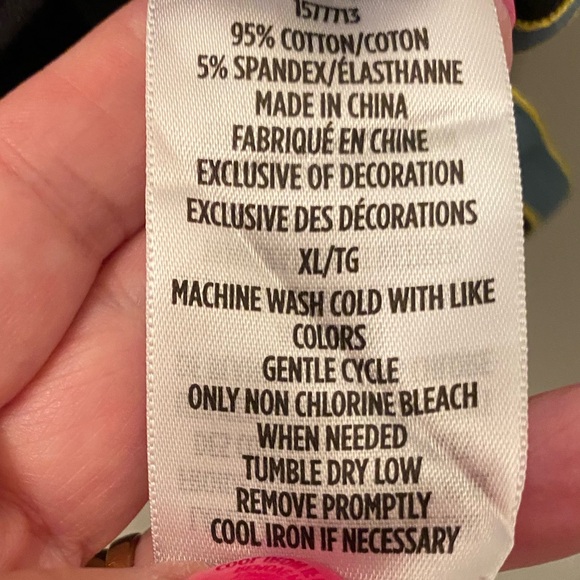 1577713
95% COTTON/COTON
5% SPANDEX/ÉLASTHANNE
MADE IN CHINA
FABRIQUÉ EN CHINE
EXCLUSIVE OF DECORATION
EXCLUSIVE DES DÉCORATIONS
XL/TG
MACHINE WASH COLD WITH LIKE
COLORS
GENTLE CYCLE
ONLY NON CHLORINE BLEACH
WHEN NEEDED
TUMBLE DRY LOW
REMOVE PROMPTLY
COOL IRON IF NECESSARY